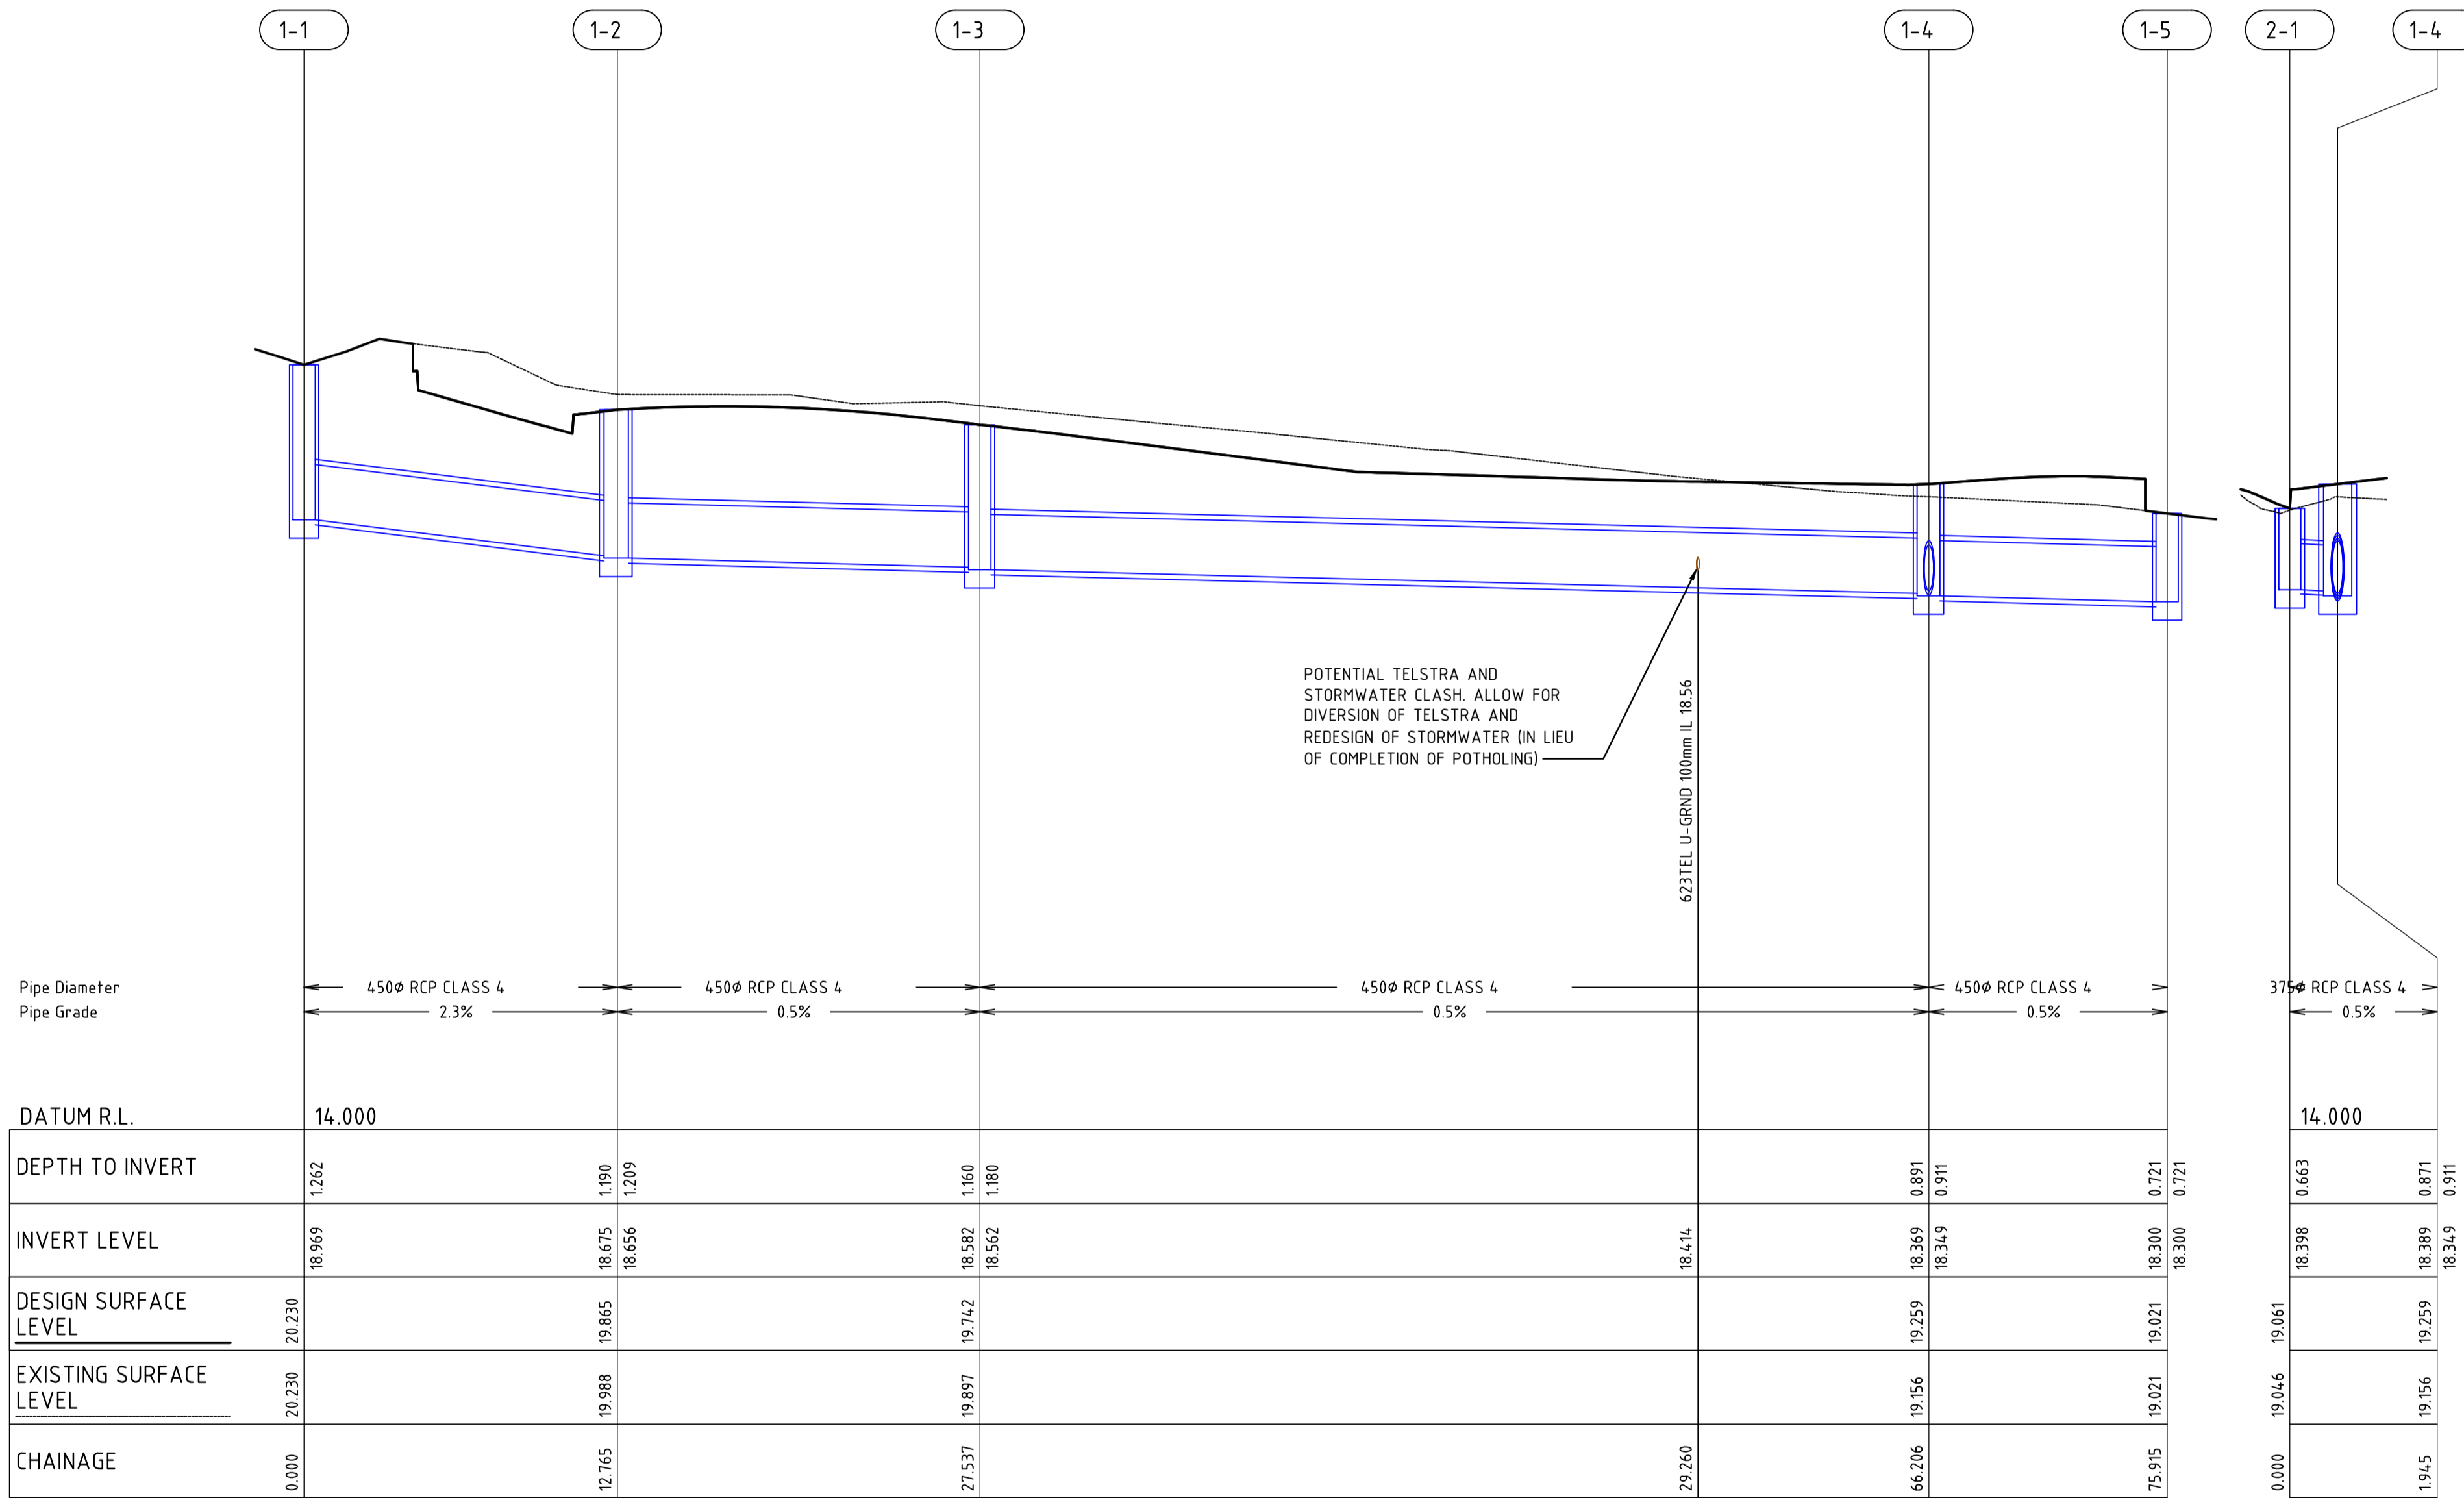 1-1 1-2 1-3 1-4 1-5 2-1 1-4
POTENTIAL TELSTRA AND
STORMWATER CLASH. ALLOW FOR
DIVERSION OF TELSTRA AND
REDESIGN OF STORMWATER (IN LIEU
OF COMPLETION OF POTHOLING)
623TEL U-GRND 100mm IL 18.56
Pipe Diameter 450Ø RCP CLASS 4 450Ø RCP CLASS 4 450Ø RCP CLASS 4 450Ø RCP CLASS 4 375Ø RCP CLASS 4
Pipe Grade 2.3% 0.5% 0.5% 0.5% 0.5%
DATUM R.L. 14.000 14.000
DEPTH TO INVERT 1.262 1.190 1.209 1.160 1.180 0.891 0.911 0.721 0.721 0.663 0.871 0.911
INVERT LEVEL 18.969 18.675 18.656 18.582 18.562 18.414 18.369 18.349 18.300 18.300 18.398 18.389 18.349
DESIGN SURFACE
LEVEL 20.230 19.865 19.742 19.259 19.021 19.061 19.259
EXISTING SURFACE
LEVEL 20.230 19.988 19.897 19.156 19.021 19.046 19.156
CHAINAGE 0.000 12.765 27.537 29.260 66.206 75.915 0.000 1.945